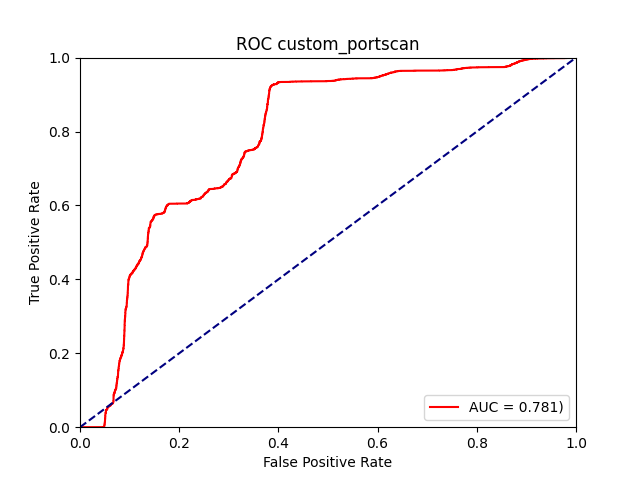 ROC custom_portscan
1.0
0.8
0.6
0.4
0.2
0.0
True Positive Rate
AUC = 0.781)
0.0 0.2 0.4 0.6 0.8 1.0
False Positive Rate